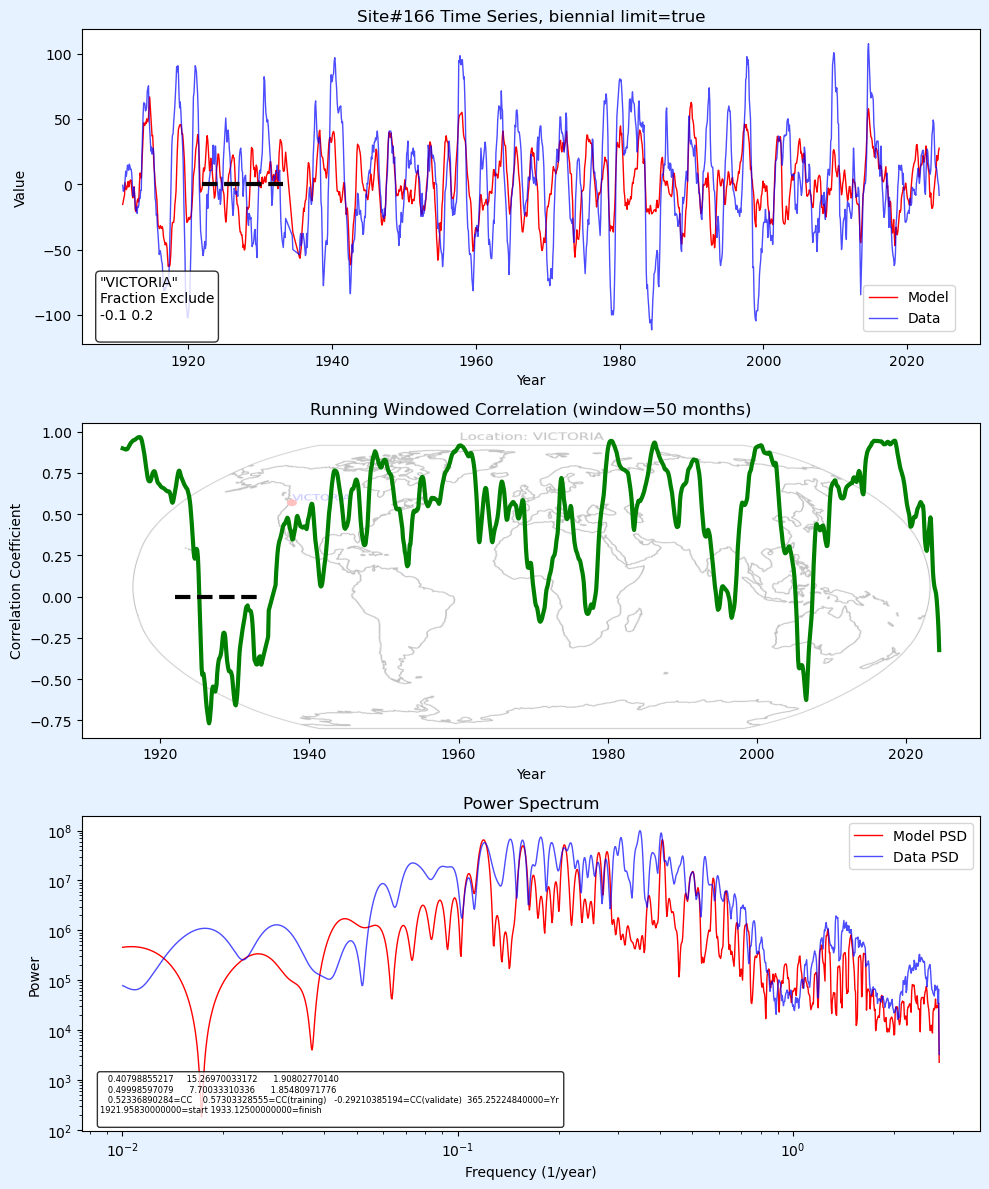 Site#166 Time Series, biennial limit=true
100
50
0
−50
−100
Value
"VICTORIA"
Fraction Exclude
-0.1 0.2
Model
Data
1920
1940
1960
1980
2000
2020
Year
Running Windowed Correlation (window=50 months)
Location: VICTORIA
VICTORIA
1.00
0.75
0.50
0.25
0.00
−0.25
−0.50
−0.75
Correlation Coefficient
1920
1940
1960
1980
2000
2020
Year
Power Spectrum
Model PSD
Data PSD
10^8
10^7
10^6
10^5
10^4
10^3
10^2
Power
0.40798855217 15.26970033172 1.90802770140
0.49998597079 7.70033310336 1.85480971776
0.52336890284=CC 0.57303328555=CC(training) -0.29210385194=CC(validate) 365.25224840000=Yr
1921.95830000000=start 1933.12500000000=finish
10^−2
10^−1
10^0
Frequency (1/year)